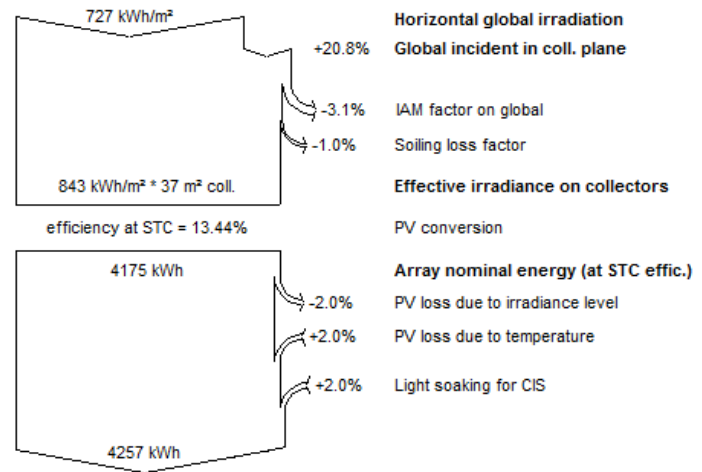 727 kWh/m² Horizontal global irradiation
+20.8% Global incident in coll. plane
-3.1% IAM factor on global
-1.0% Soiling loss factor
843 kWh/m² * 37 m² coll. Effective irradiance on collectors
efficiency at STC = 13.44% PV conversion
4175 kWh Array nominal energy (at STC effic.)
-2.0% PV loss due to irradiance level
+2.0% PV loss due to temperature
+2.0% Light soaking for CIS
4257 kWh